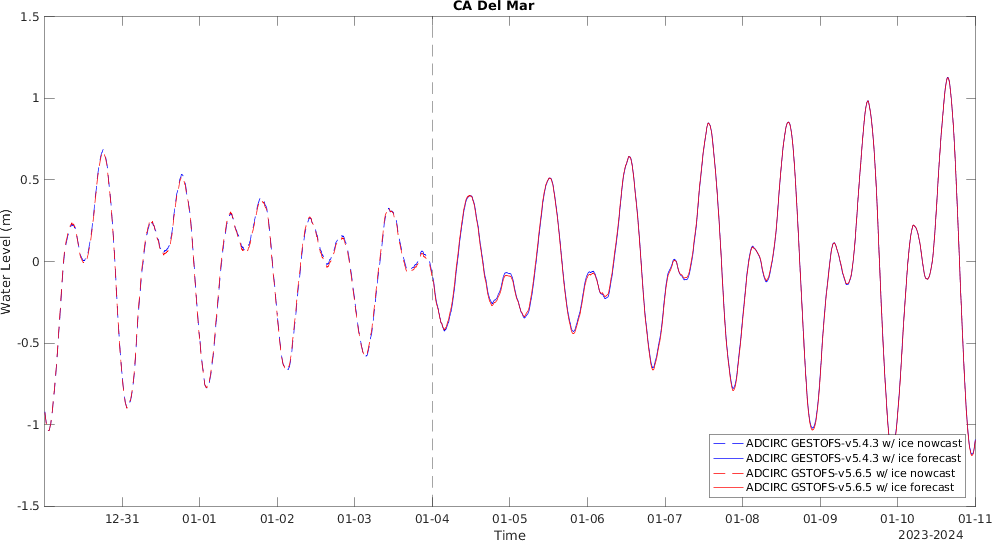 CA Del Mar
1.5
1
0.5
0
-0.5
-1
-1.5
Water Level (m)
12-31
01-01
01-02
01-03
01-04
01-05
01-06
01-07
01-08
01-09
01-10
01-11
Time
2023-2024
ADCIRC GESTOFS-v5.4.3 w/ ice nowcast
ADCIRC GESTOFS-v5.4.3 w/ ice forecast
ADCIRC GSTOFS-v5.6.5 w/ ice nowcast
ADCIRC GSTOFS-v5.6.5 w/ ice forecast